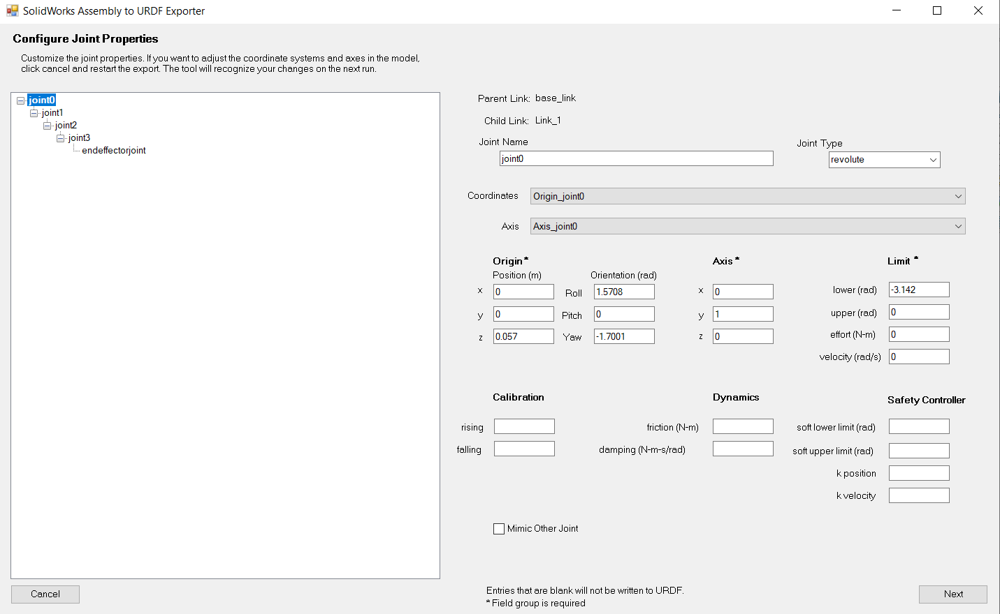 SolidWorks Assembly to URDF Exporter
Configure Joint Properties
Customize the joint properties. If you want to adjust the coordinate systems and axes in the model,
click cancel and restart the export. The tool will recognize your changes on the next run.
joint0
joint1
joint2
joint3
endeffectorjoint
Parent Link: base_link
Child Link: Link_1
Joint Name
joint0
Joint Type
revolute
Coordinates Origin_joint0
Axis Axis_joint0
Origin*
Position (m) Orientation (rad)
x 0 Roll 1.5708
y 0 Pitch 0
z 0.057 Yaw -1.7001
Axis *
x 0
y 1
z 0
Limit *
lower (rad) -3.142
upper (rad) 0
effort (N-m) 0
velocity (rad/s) 0
Calibration
rising
falling
Dynamics
friction (N-m)
damping (N-m-s/rad)
Safety Controller
soft lower limit (rad)
soft upper limit (rad)
k position
k velocity
Mimic Other Joint
Cancel
Entries that are blank will not be written to URDF.
* Field group is required
Next